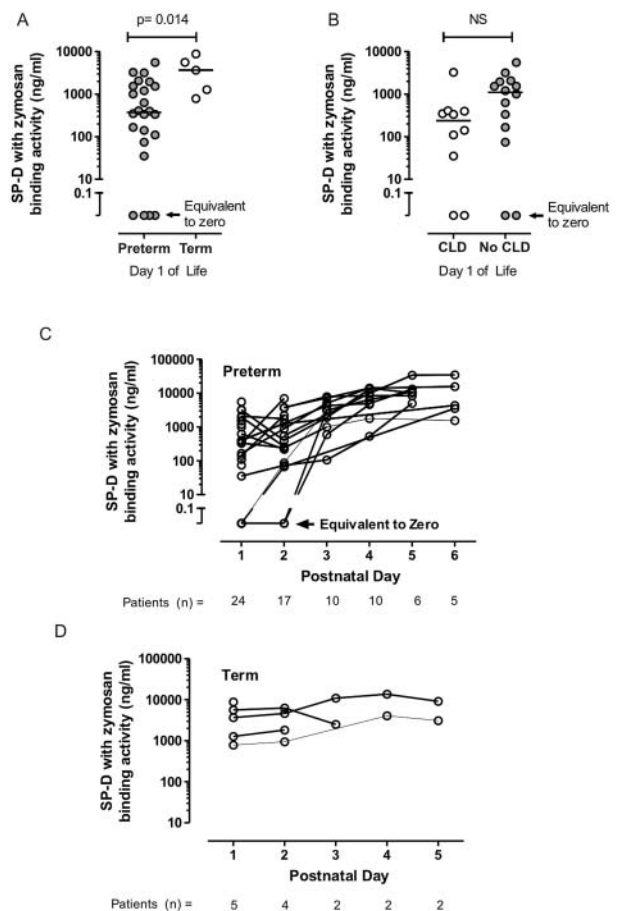 A
p= 0.014
SP-D with zymosan
binding activity (ng/ml)
10000
1000
100
10
0.1
Equivalent
to zero
Preterm Term
Day 1 of Life
B
NS
SP-D with zymosan
binding activity (ng/ml)
10000
1000
100
10
0.1
Equivalent
to zero
CLD No CLD
Day 1 of Life
C
SP-D with zymosan
binding activity (ng/ml)
100000
10000
1000
100
10
0.1
Preterm
Equivalent to Zero
1 2 3 4 5 6
Postnatal Day
Patients (n) = 24 17 10 10 6 5
D
SP-D with zymosan
binding activity (ng/ml)
100000
10000
1000
100
10
Term
1 2 3 4 5
Postnatal Day
Patients (n) = 5 4 2 2 2